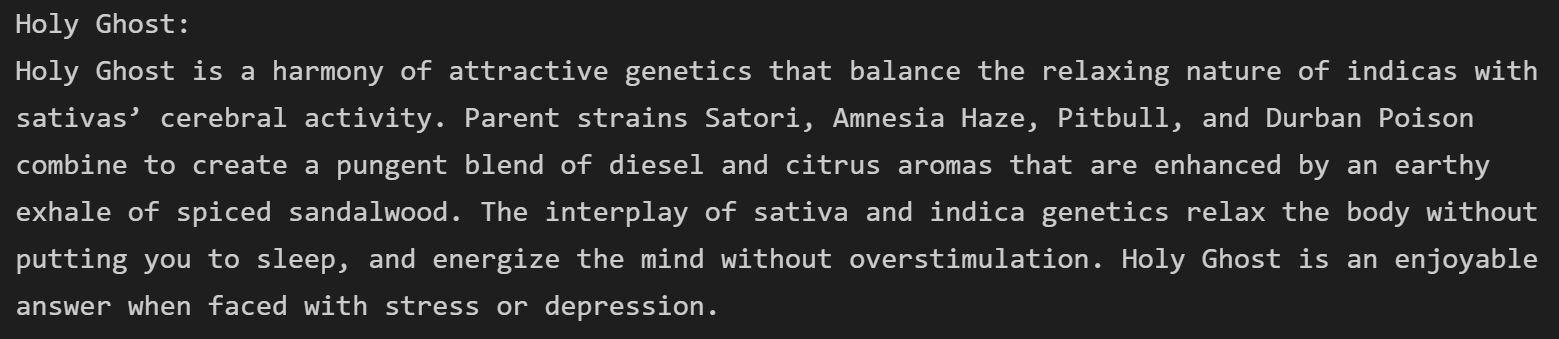 Holy Ghost:
Holy Ghost is a harmony of attractive genetics that balance the relaxing nature of indicas with
sativas’ cerebral activity. Parent strains Satori, Amnesia Haze, Pitbull, and Durban Poison
combine to create a pungent blend of diesel and citrus aromas that are enhanced by an earthy
exhale of spiced sandalwood. The interplay of sativa and indica genetics relax the body without
putting you to sleep, and energize the mind without overstimulation. Holy Ghost is an enjoyable
answer when faced with stress or depression.